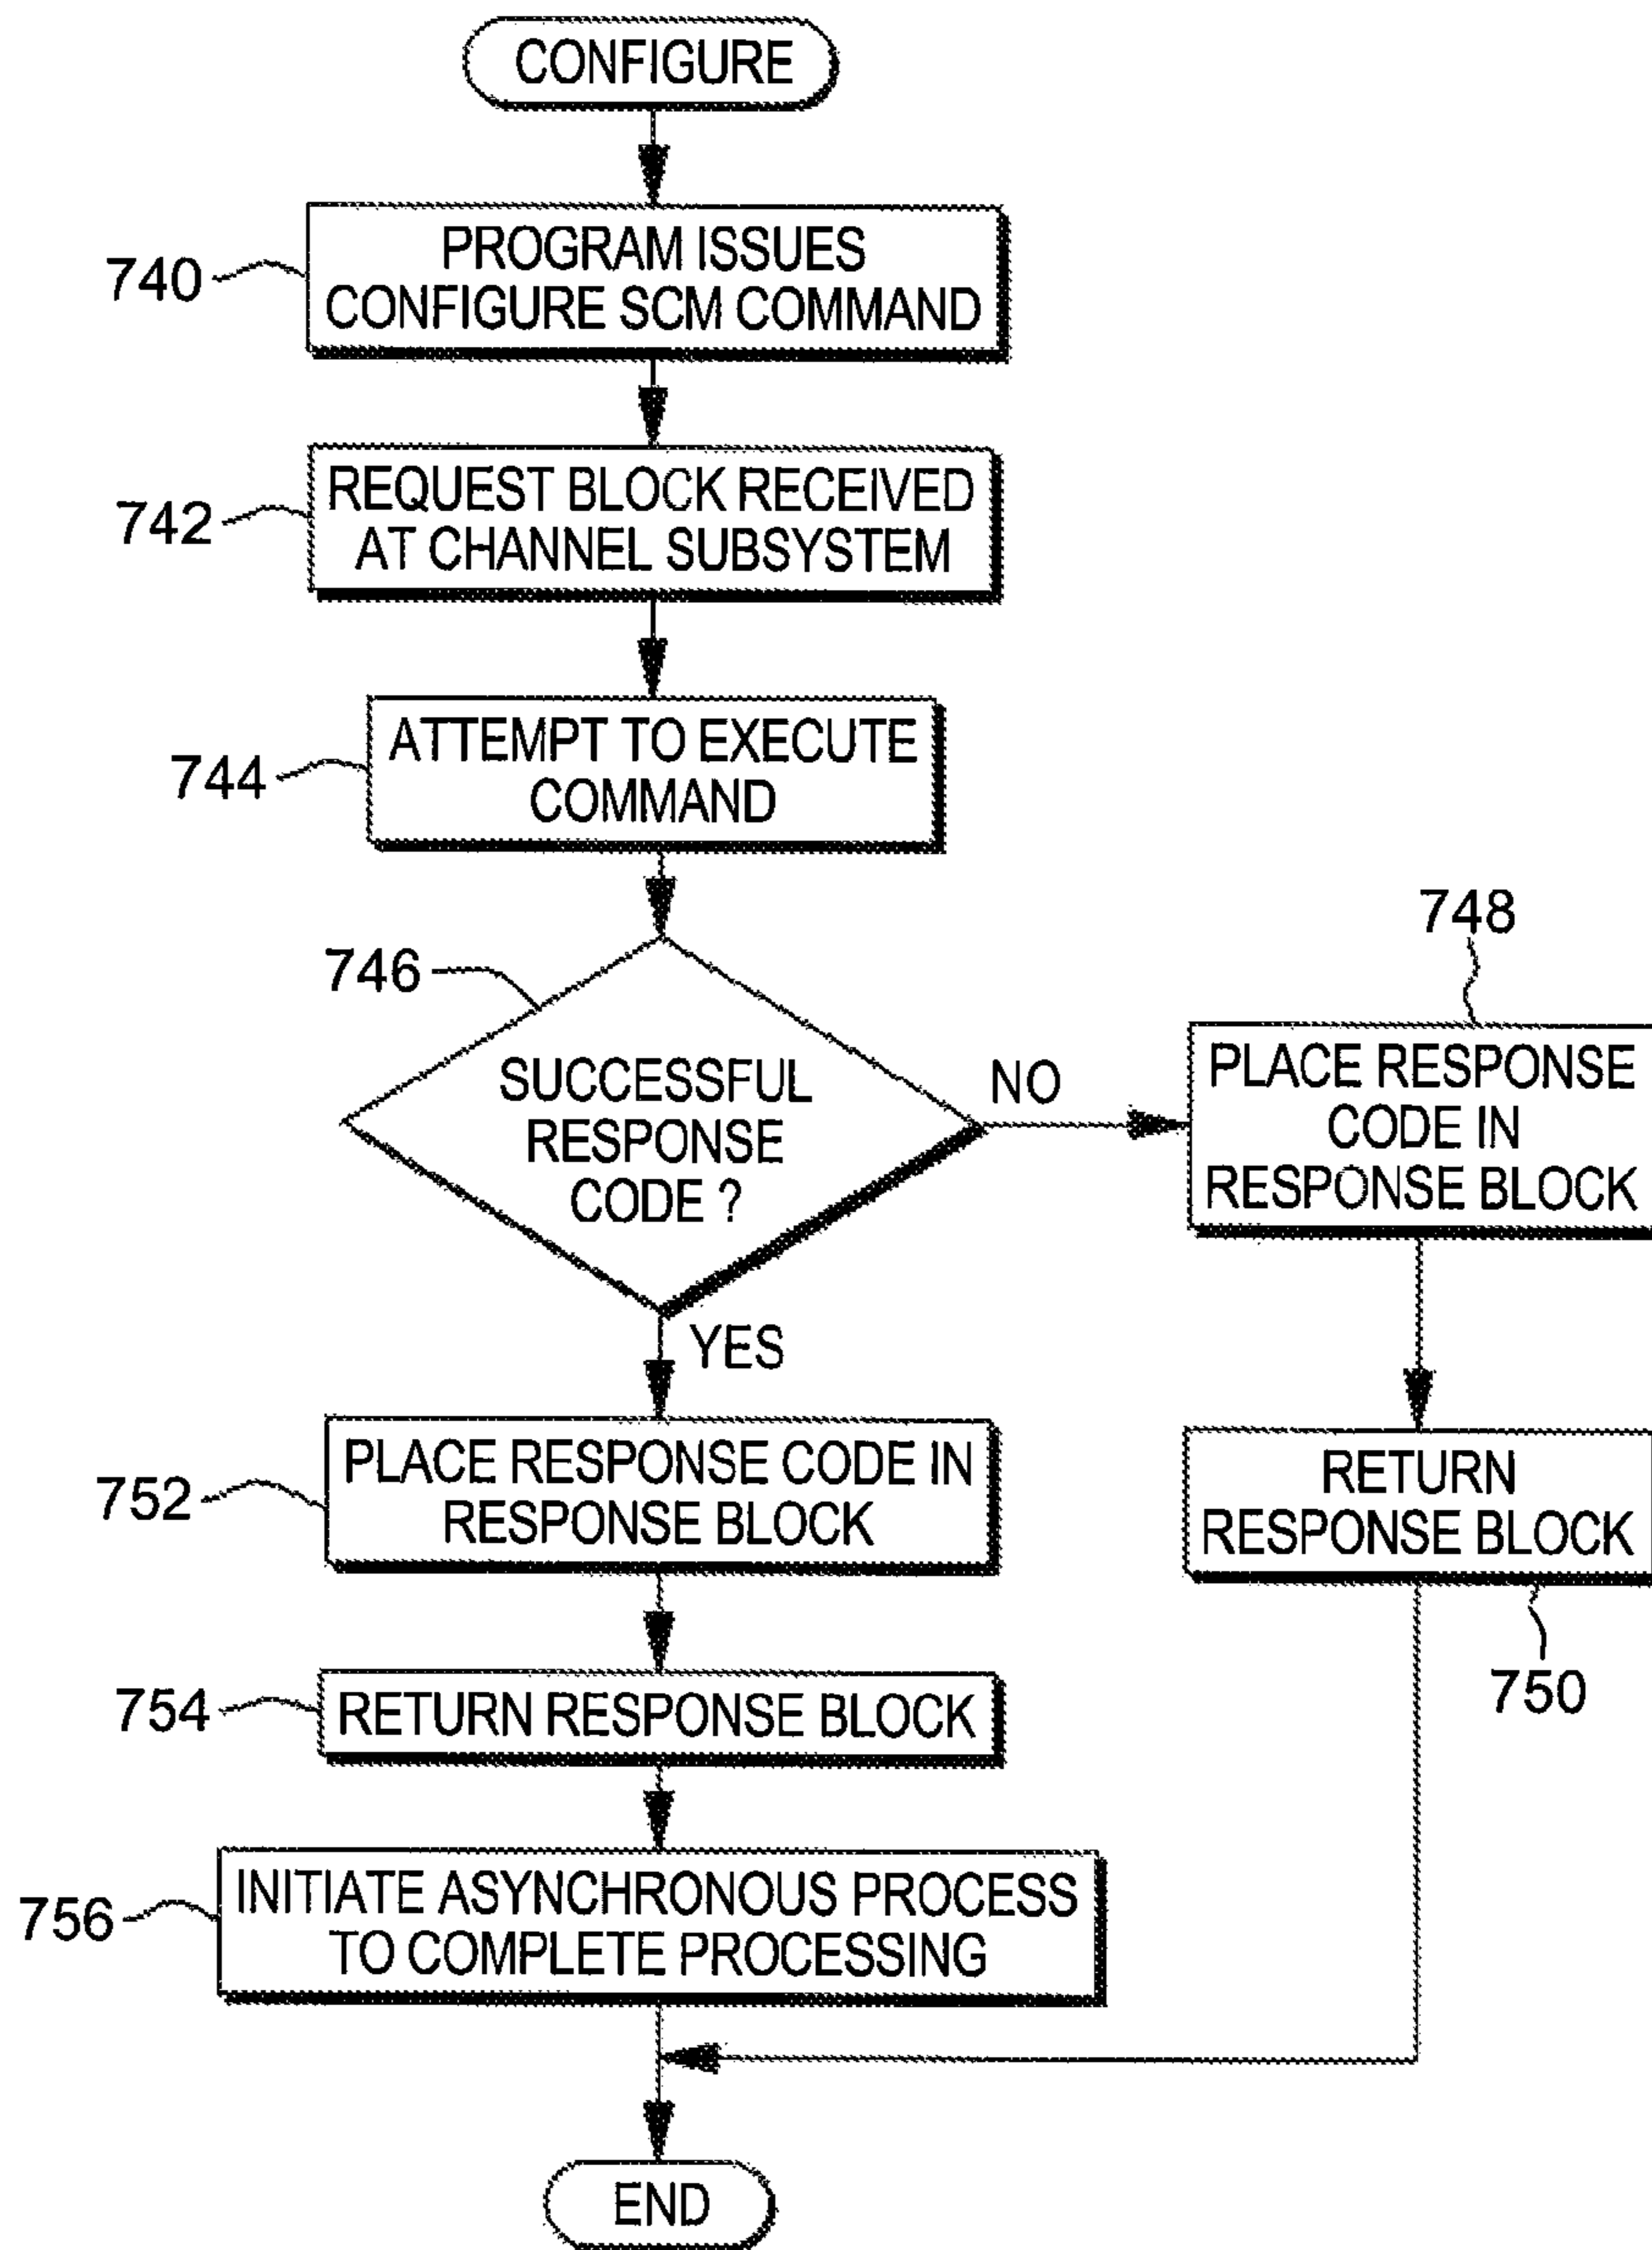 CONFIGURE
740
PROGRAM ISSUES
CONFIGURE SCM COMMAND
742
REQUEST BLOCK RECEIVED
AT CHANNEL SUBSYSTEM
744
ATTEMPT TO EXECUTE
COMMAND
746
SUCCESSFUL
RESPONSE
CODE ?
NO
748
PLACE RESPONSE
CODE IN
RESPONSE BLOCK
YES
752
PLACE RESPONSE CODE IN
RESPONSE BLOCK
RETURN
RESPONSE BLOCK
750
754
RETURN RESPONSE BLOCK
756
INITIATE ASYNCHRONOUS PROCESS
TO COMPLETE PROCESSING
END